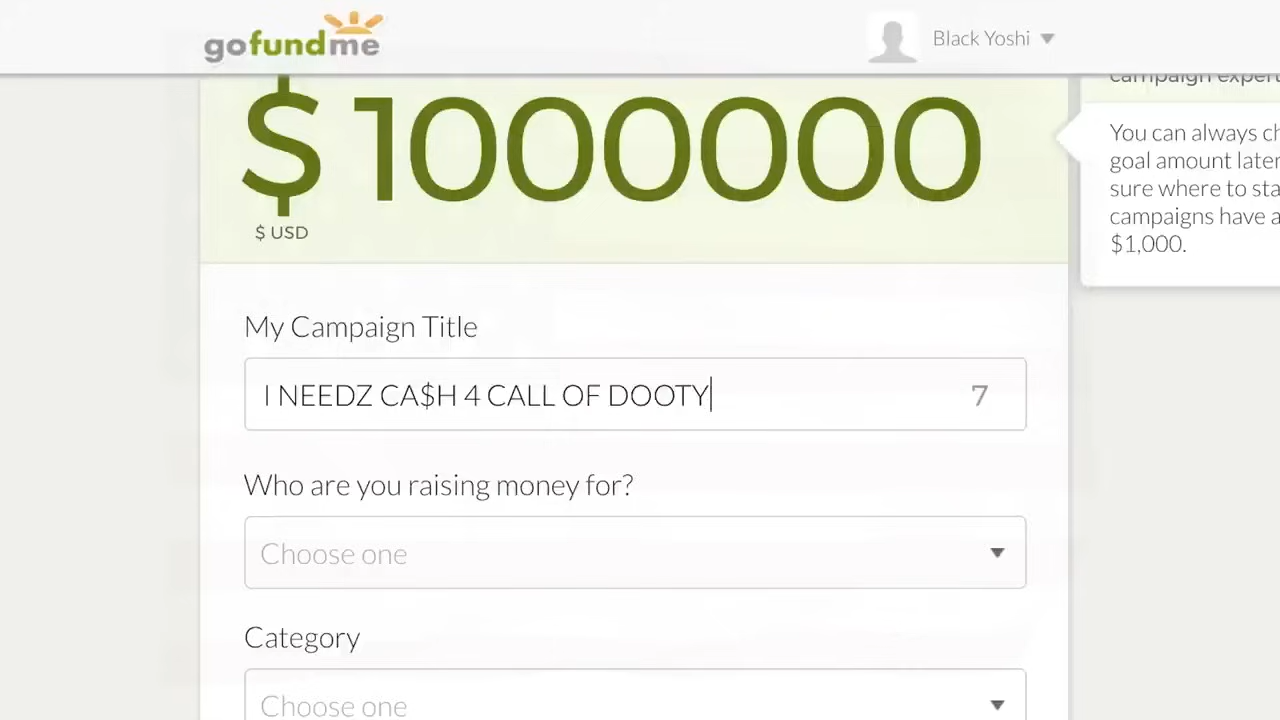 gofundme
Black Yoshi
$ 1000000
$ USD
campaign expert
You can always ch
goal amount later
sure where to sta
campaigns have a
$1,000.
My Campaign Title
I NEEDZ CA$H 4 CALL OF DOOTY
7
Who are you raising money for?
Choose one
Category
Choose one